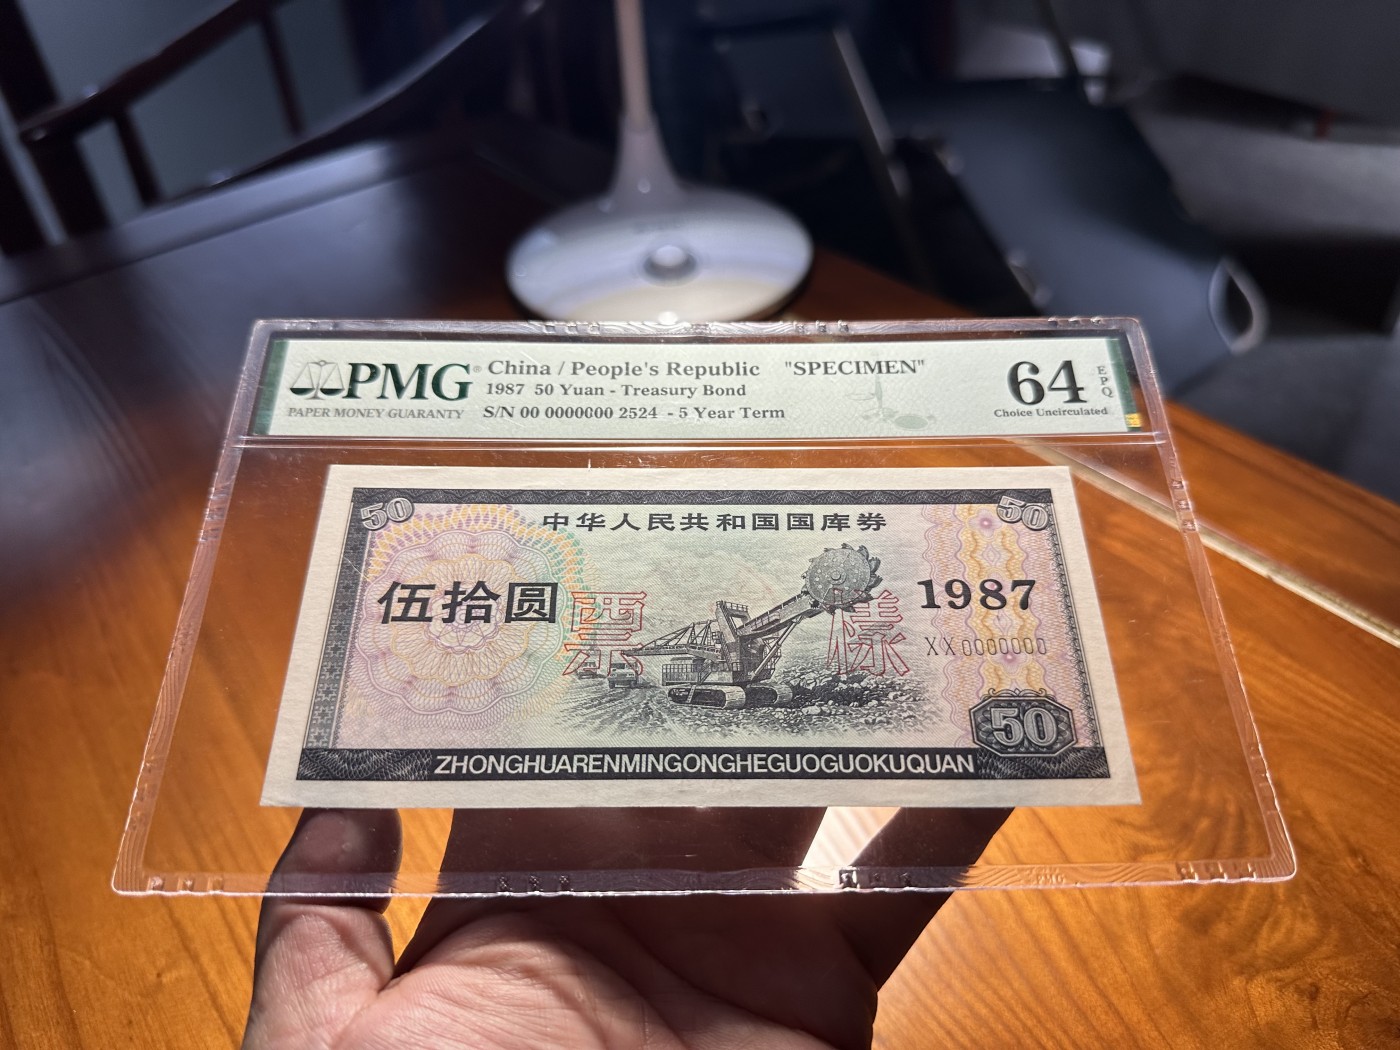 PMG® China / People's Republic "SPECIMEN" 64 EPQ
1987 50 Yuan - Treasury Bond
PAPER MONEY GUARANTY S/N 00 0000000 2524 - 5 Year Term Choice Uncirculated
50 中华人民共和国国库券 50
伍拾圆 1987
票 樣
XX0000000
50
ZHONGHUARENMINGONGHEGUOGUOKUQUAN